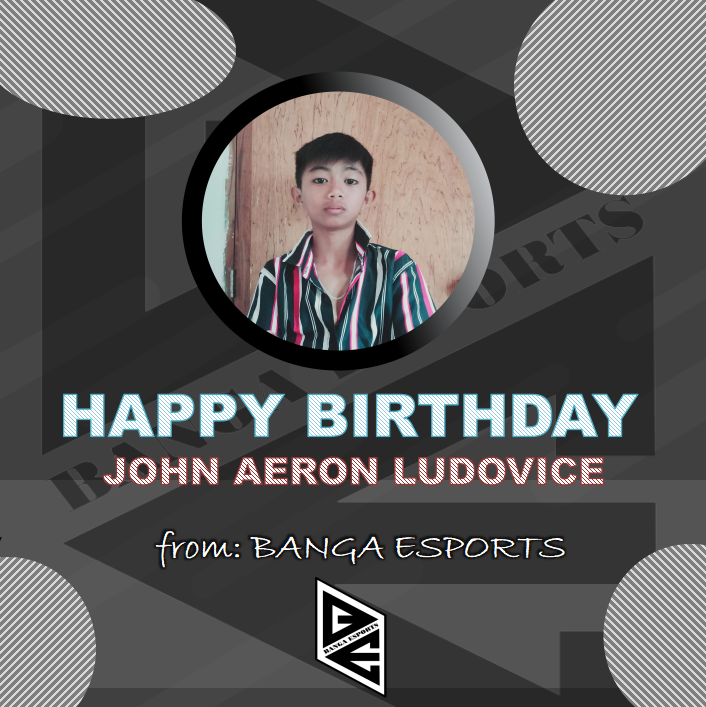 HAPPY BIRTHDAY
JOHN AERON LUDOVICE
from: BANGA ESPORTS
BANGA ESPORTS